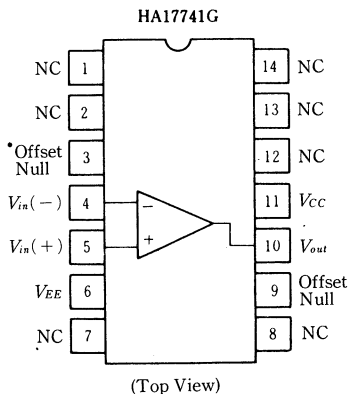 HA17741G
NC 1
14 NC
NC 2
13 NC
Offset
Null
3
12 NC
Vin(−) 4
−
11 VCC
Vin(+) 5
+
10 Vout
VEE 6
9 Offset
Null
NC 7
8 NC
(Top View)